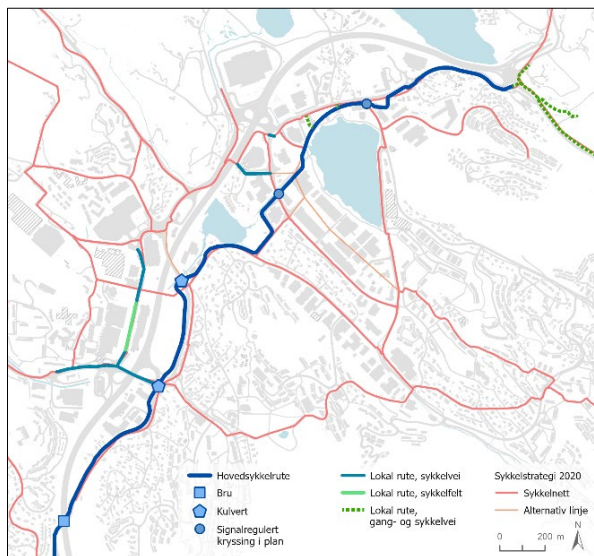 Hovedsykkelrute
Bru
Kulvert
Signalregulert
kryssing i plan
Lokal rute, sykkelvei
Lokal rute, sykkelfelt
Lokal rute,
gang- og sykkelvei
Sykkelstrategi 2020
Sykkelnett
Alternativ linje
0 200 m
N